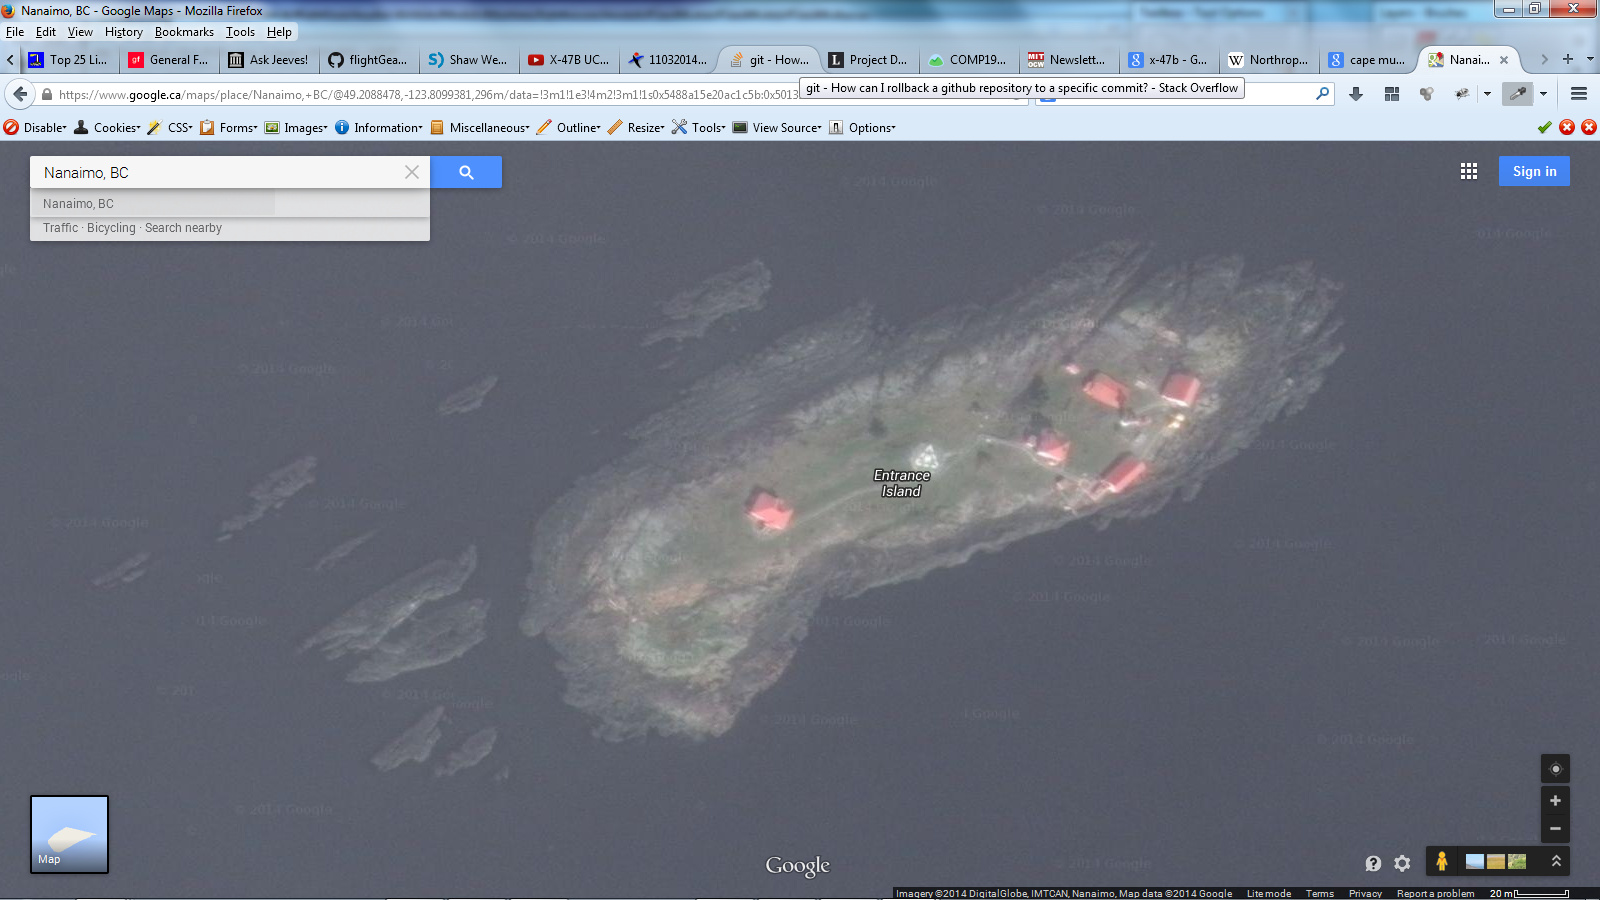 Nanaimo, BC - Google Maps - Mozilla Firefox
File Edit View History Bookmarks Tools Help
Top 25 Li... General F... Ask Jeeves! flightGea... Shaw We... X-47B UC... 11032014... git - How... Project D... COMP19... Newslett... x-47b - G... Northrop... cape mu... Nanai...
https://www.google.ca/maps/place/Nanaimo,+BC/@49.2088478,-123.8099381,296m/data=!3m1!1e3!4m2!3m1!1s0x5488a15e20ac1c5b:0x5013
git - How can I rollback a github repository to a specific commit? - Stack Overflow
Disable Cookies CSS Forms Images Information Miscellaneous Outline Resize Tools View Source Options
Nanaimo, BC
Sign in
Nanaimo, BC
Traffic · Bicycling · Search nearby
Entrance
Island
Map
Google
Imagery ©2014 DigitalGlobe, IMTCAN, Nanaimo, Map data ©2014 Google Lite mode Terms Privacy Report a problem 20 m